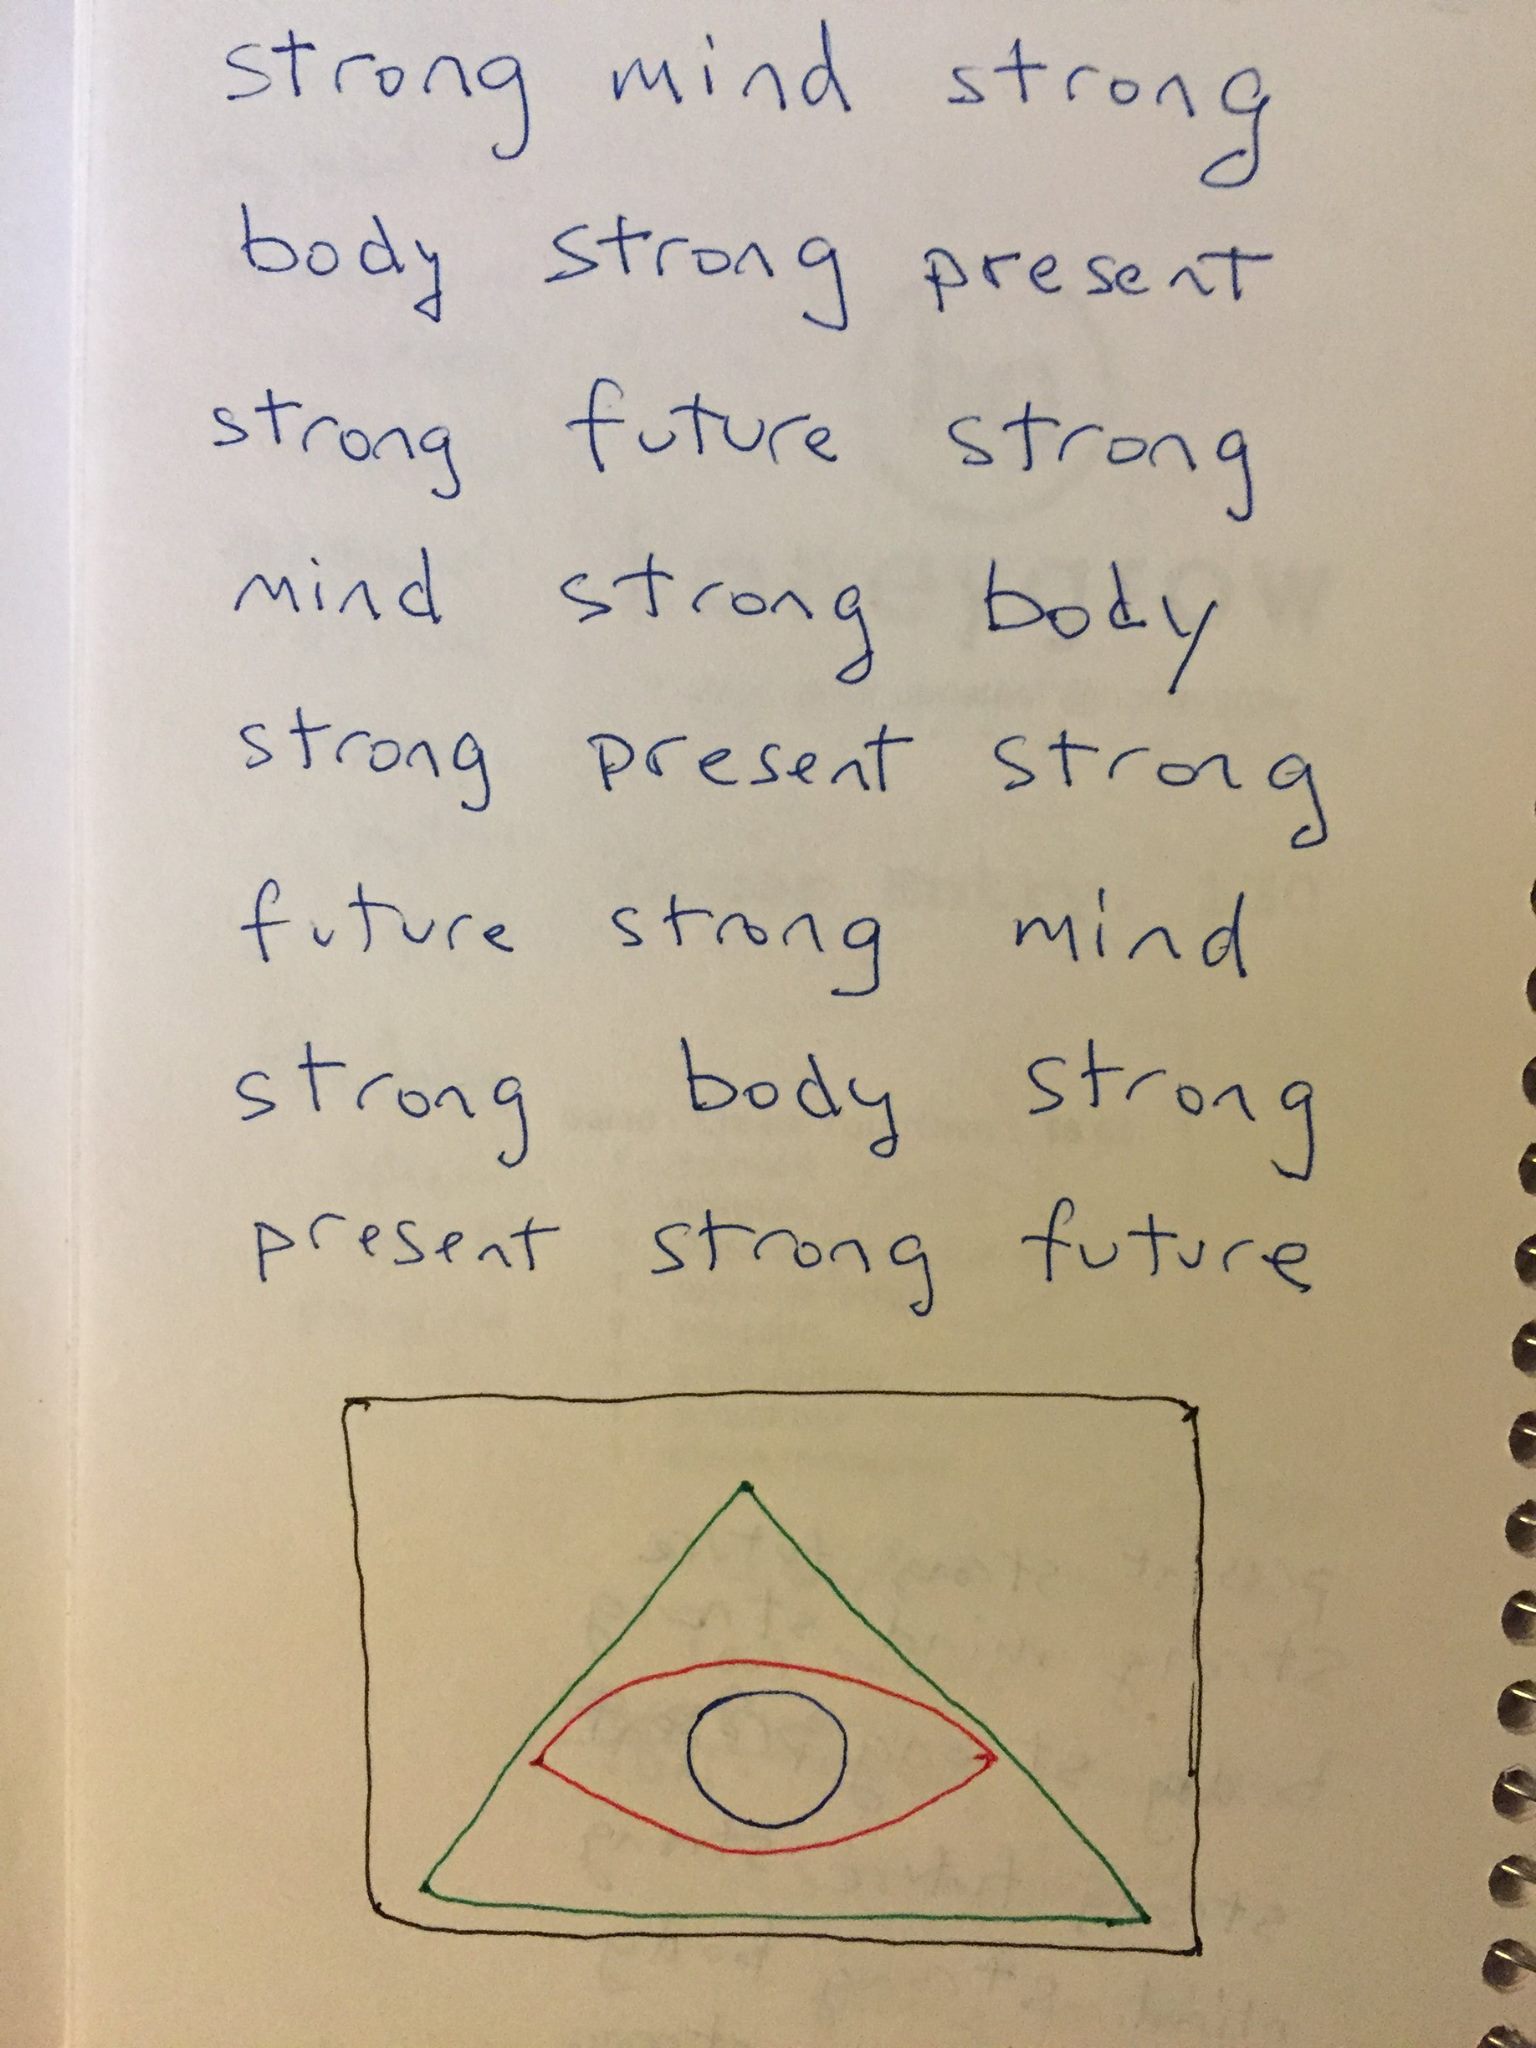 strong mind strong
body strong present
strong future strong
mind strong body
strong present strong
future strong mind
strong body strong
present strong future